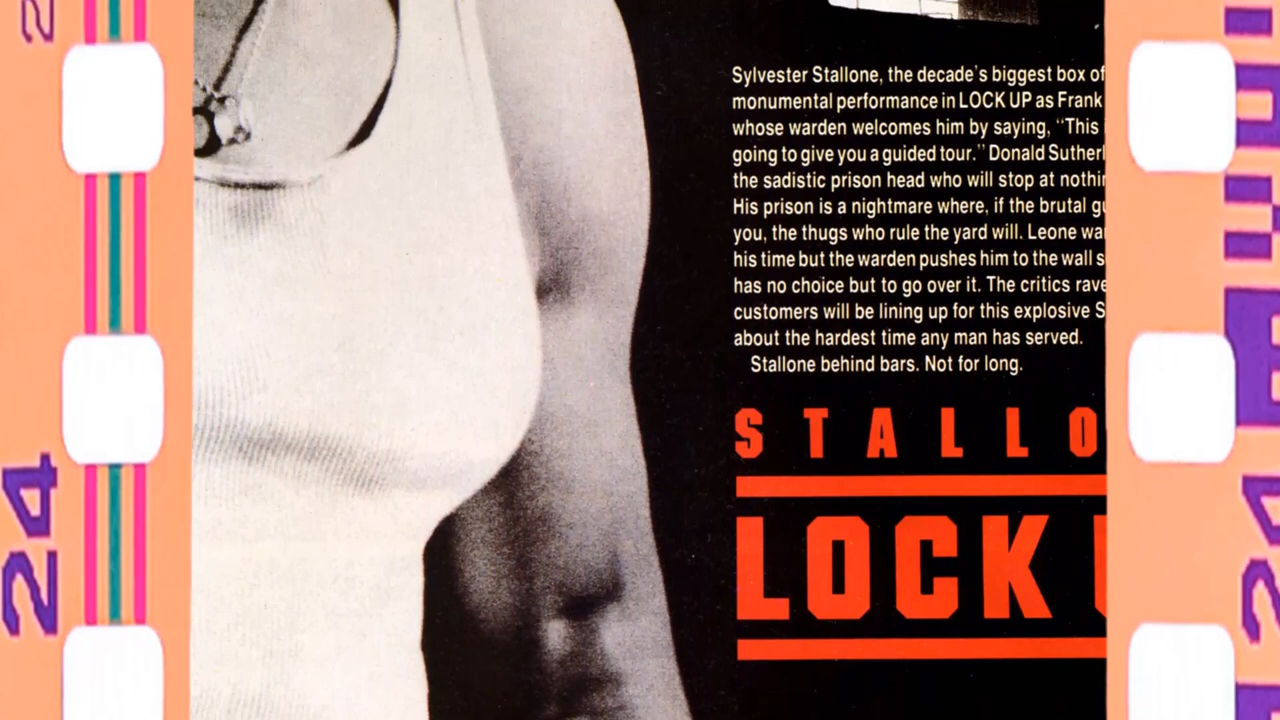 Sylvester Stallone, the decade's biggest box of
monumental performance in LOCK UP as Frank
whose warden welcomes him by saying, “This
going to give you a guided tour.” Donald Sutherl
the sadistic prison head who will stop at nothin
His prison is a nightmare where, if the brutal gu
you, the thugs who rule the yard will. Leone wa
his time but the warden pushes him to the wall s
has no choice but to go over it. The critics rave
customers will be lining up for this explosive S
about the hardest time any man has served.
Stallone behind bars. Not for long.
STALLO
LOCK
24
24